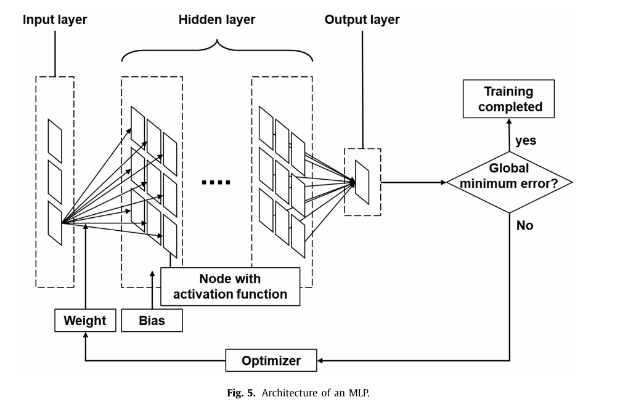 Input layer
Hidden layer
Output layer
Training
completed
yes
Global
minimum error?
No
Node with
activation function
Weight
Bias
Optimizer
Fig. 5. Architecture of an MLP.